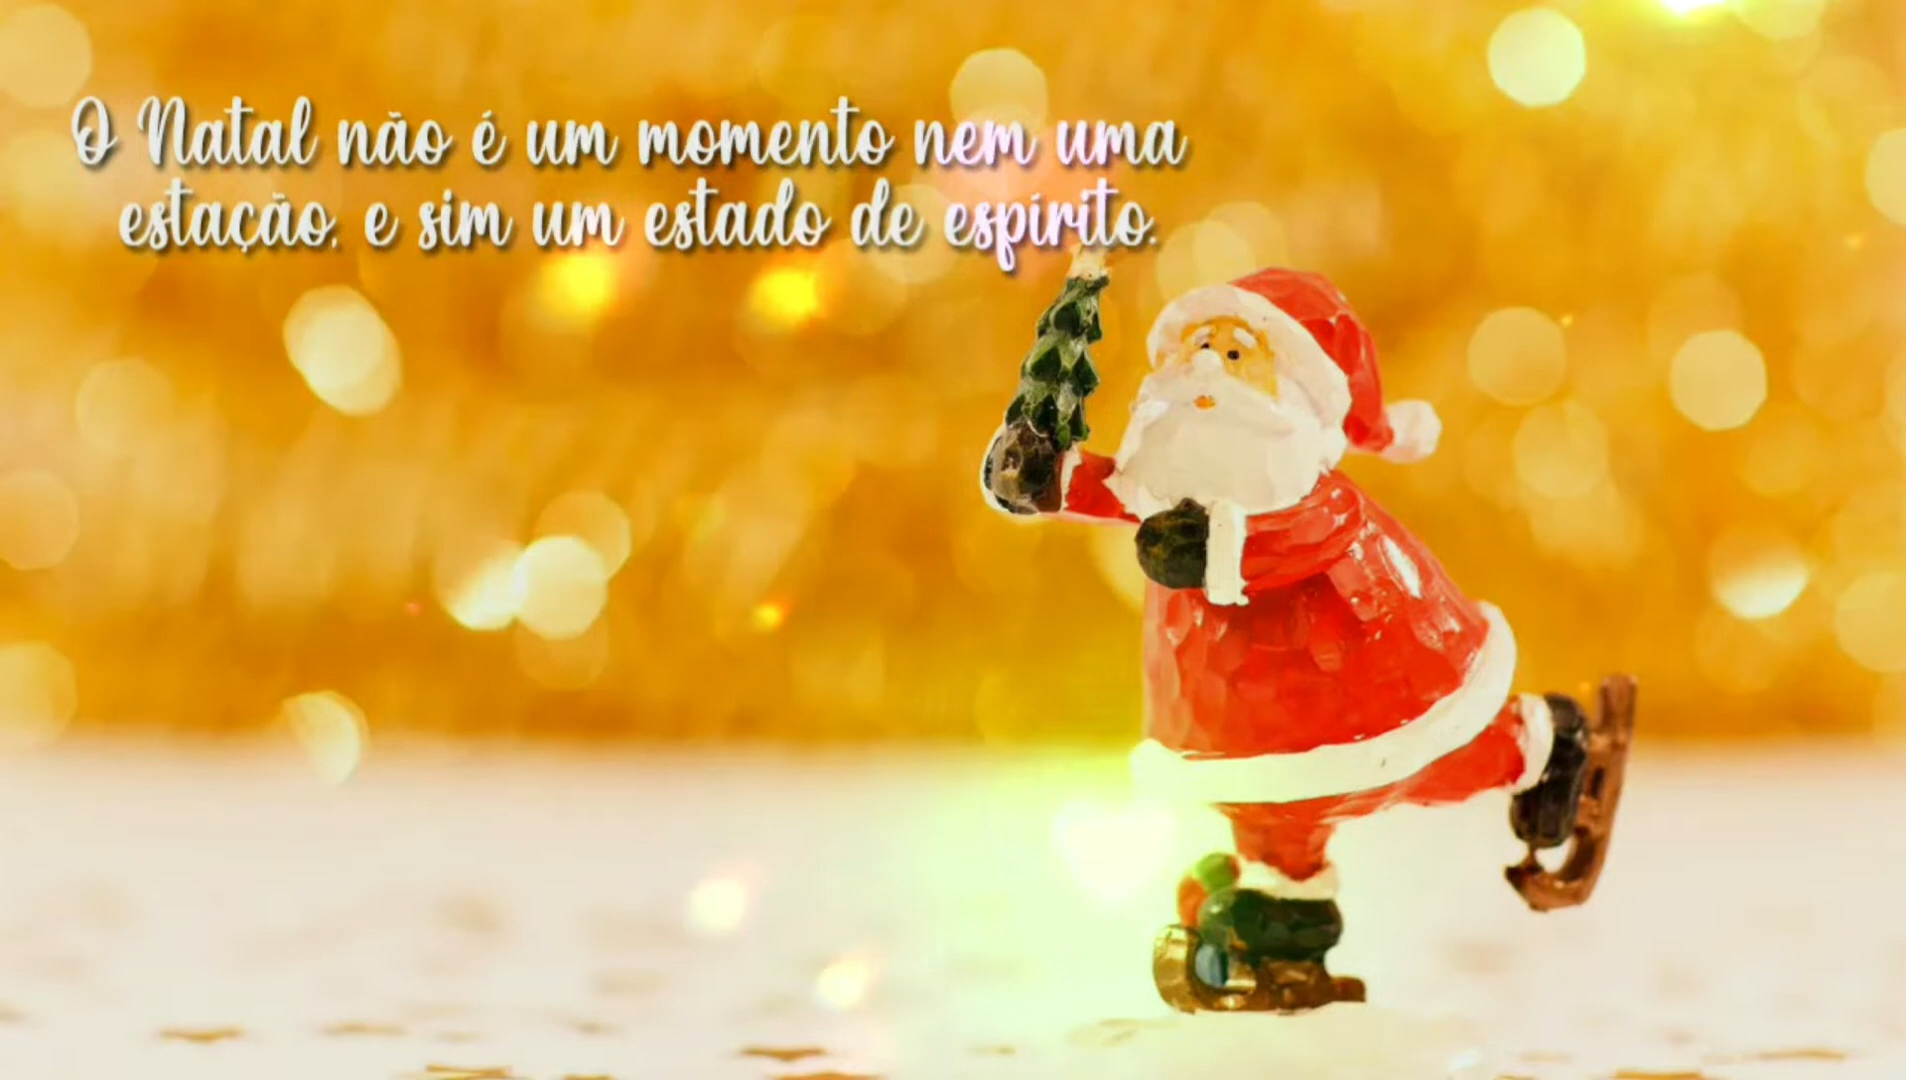 O Natal não é um momento nem uma
estação, e sim um estado de espírito.